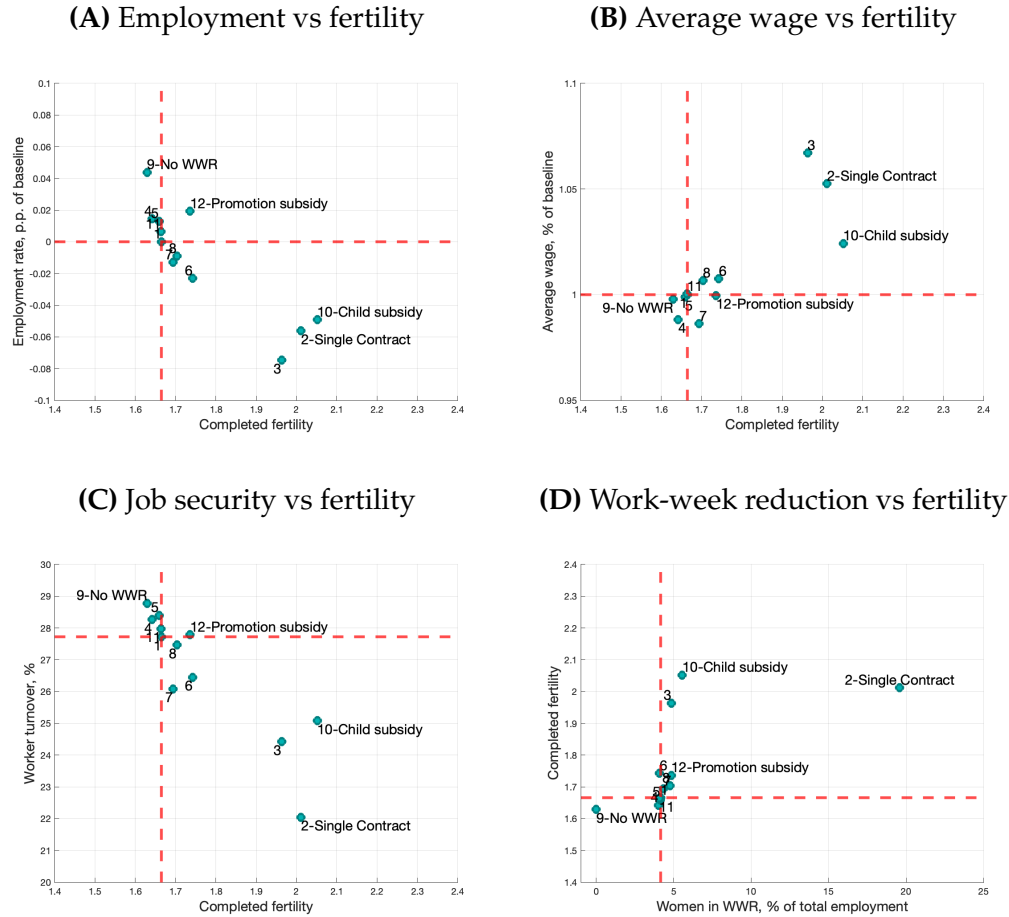 (A) Employment vs fertility
0.1
0.08
0.06
0.04
0.02
0
-0.02
-0.04
-0.06
-0.08
-0.1
Employment rate, p.p. of baseline
9-No WWR
4
5
11
1
12-Promotion subsidy
8
7
6
10-Child subsidy
2-Single Contract
3
1.4 1.5 1.6 1.7 1.8 1.9 2 2.1 2.2 2.3 2.4
Completed fertility
(B) Average wage vs fertility
1.1
1.05
1
0.95
Average wage, % of baseline
3
2-Single Contract
10-Child subsidy
8
6
11
9-No WWR
1
5
12-Promotion subsidy
4
7
1.4 1.5 1.6 1.7 1.8 1.9 2 2.1 2.2 2.3 2.4
Completed fertility
(C) Job security vs fertility
30
29
28
27
26
25
24
23
22
21
20
Worker turnover, %
9-No WWR
5
4
12-Promotion subsidy
11
1
8
6
7
10-Child subsidy
3
2-Single Contract
1.4 1.5 1.6 1.7 1.8 1.9 2 2.1 2.2 2.3 2.4
Completed fertility
(D) Work-week reduction vs fertility
2.4
2.3
2.2
2.1
2
1.9
1.8
1.7
1.6
1.5
1.4
Completed fertility
10-Child subsidy
3
2-Single Contract
6
12-Promotion subsidy
8
7
5
1
4
11
9-No WWR
0 5 10 15 20 25
Women in WWR, % of total employment